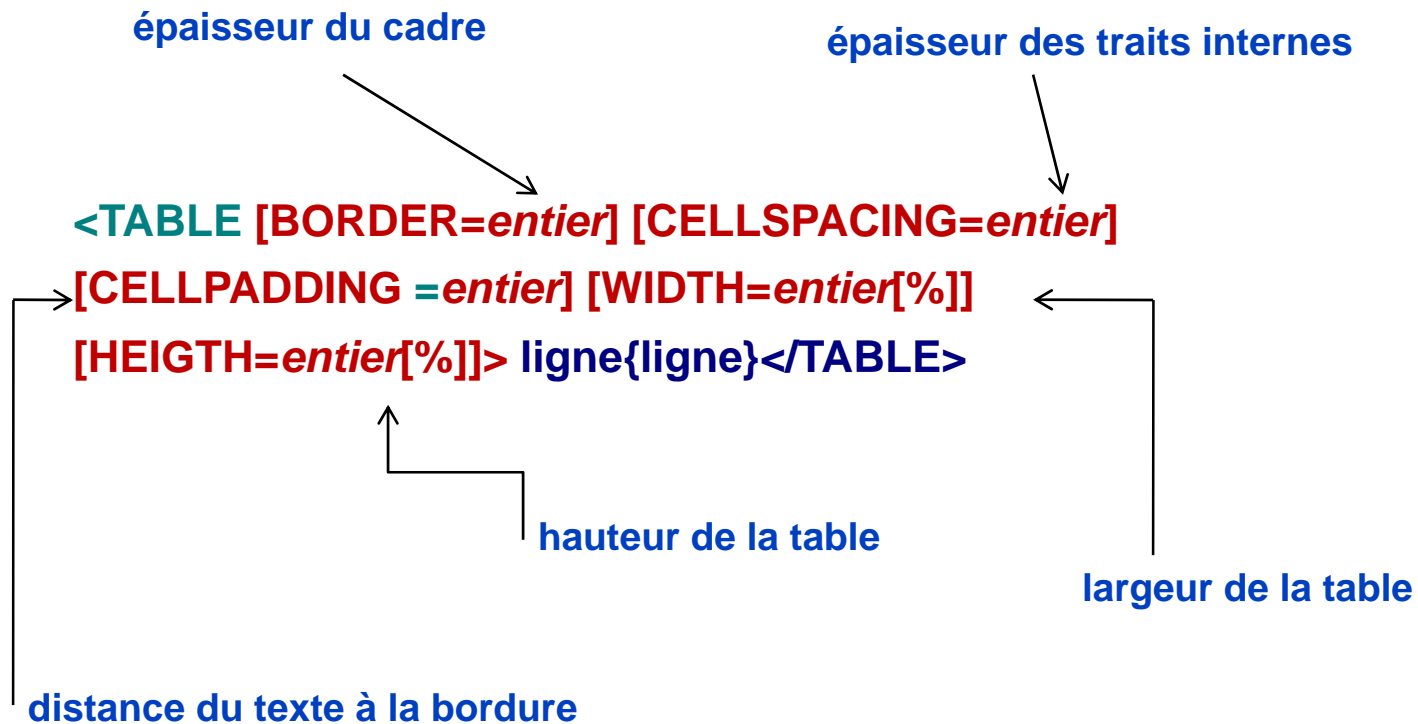 épaisseur du cadre
épaisseur des traits internes
<TABLE [BORDER=entier] [CELLSPACING=entier]
[CELLPADDING =entier] [WIDTH=entier[%]]
[HEIGTH=entier[%]]> ligne{ligne}</TABLE>
hauteur de la table
largeur de la table
distance du texte à la bordure